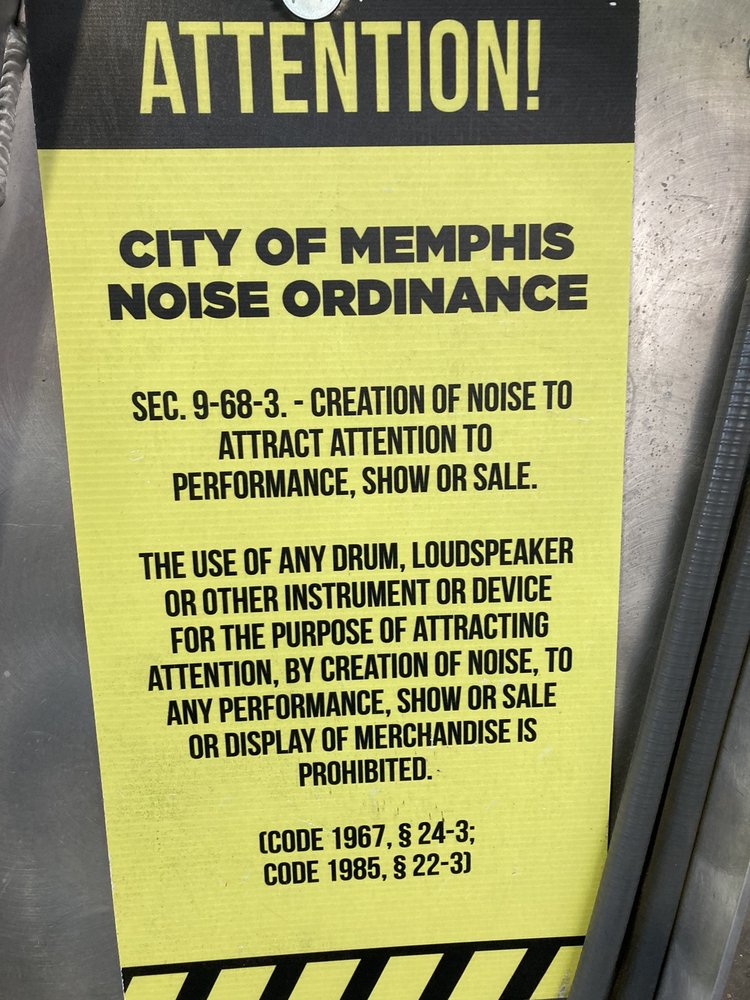 ATTENTION!
CITY OF MEMPHIS
NOISE ORDINANCE
SEC. 9-68-3. - CREATION OF NOISE TO
ATTRACT ATTENTION TO
PERFORMANCE, SHOW OR SALE.
THE USE OF ANY DRUM, LOUDSPEAKER
OR OTHER INSTRUMENT OR DEVICE
FOR THE PURPOSE OF ATTRACTING
ATTENTION, BY CREATION OF NOISE, TO
ANY PERFORMANCE, SHOW OR SALE
OR DISPLAY OF MERCHANDISE IS
PROHIBITED.
(CODE 1967, § 24-3;
CODE 1985, § 22-3)